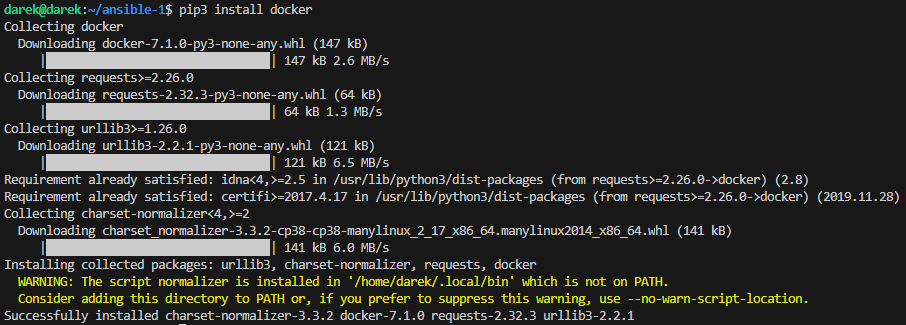 darek@darek:~/ansible-1$ pip3 install docker
Collecting docker
  Downloading docker-7.1.0-py3-none-any.whl (147 kB)
     |████████████████████████████████| 147 kB 2.6 MB/s
Collecting requests>=2.26.0
  Downloading requests-2.32.3-py3-none-any.whl (64 kB)
     |████████████████████████████████| 64 kB 1.3 MB/s
Collecting urllib3>=1.26.0
  Downloading urllib3-2.2.1-py3-none-any.whl (121 kB)
     |████████████████████████████████| 121 kB 6.5 MB/s
Requirement already satisfied: idna<4,>=2.5 in /usr/lib/python3/dist-packages (from requests>=2.26.0->docker) (2.8)
Requirement already satisfied: certifi>=2017.4.17 in /usr/lib/python3/dist-packages (from requests>=2.26.0->docker) (2019.11.28)
Collecting charset-normalizer<4,>=2
  Downloading charset_normalizer-3.3.2-cp38-cp38-manylinux_2_17_x86_64.manylinux2014_x86_64.whl (141 kB)
     |████████████████████████████████| 141 kB 6.0 MB/s
Installing collected packages: urllib3, charset-normalizer, requests, docker
  WARNING: The script normalizer is installed in '/home/darek/.local/bin' which is not on PATH.
  Consider adding this directory to PATH or, if you prefer to suppress this warning, use --no-warn-script-location.
Successfully installed charset-normalizer-3.3.2 docker-7.1.0 requests-2.32.3 urllib3-2.2.1